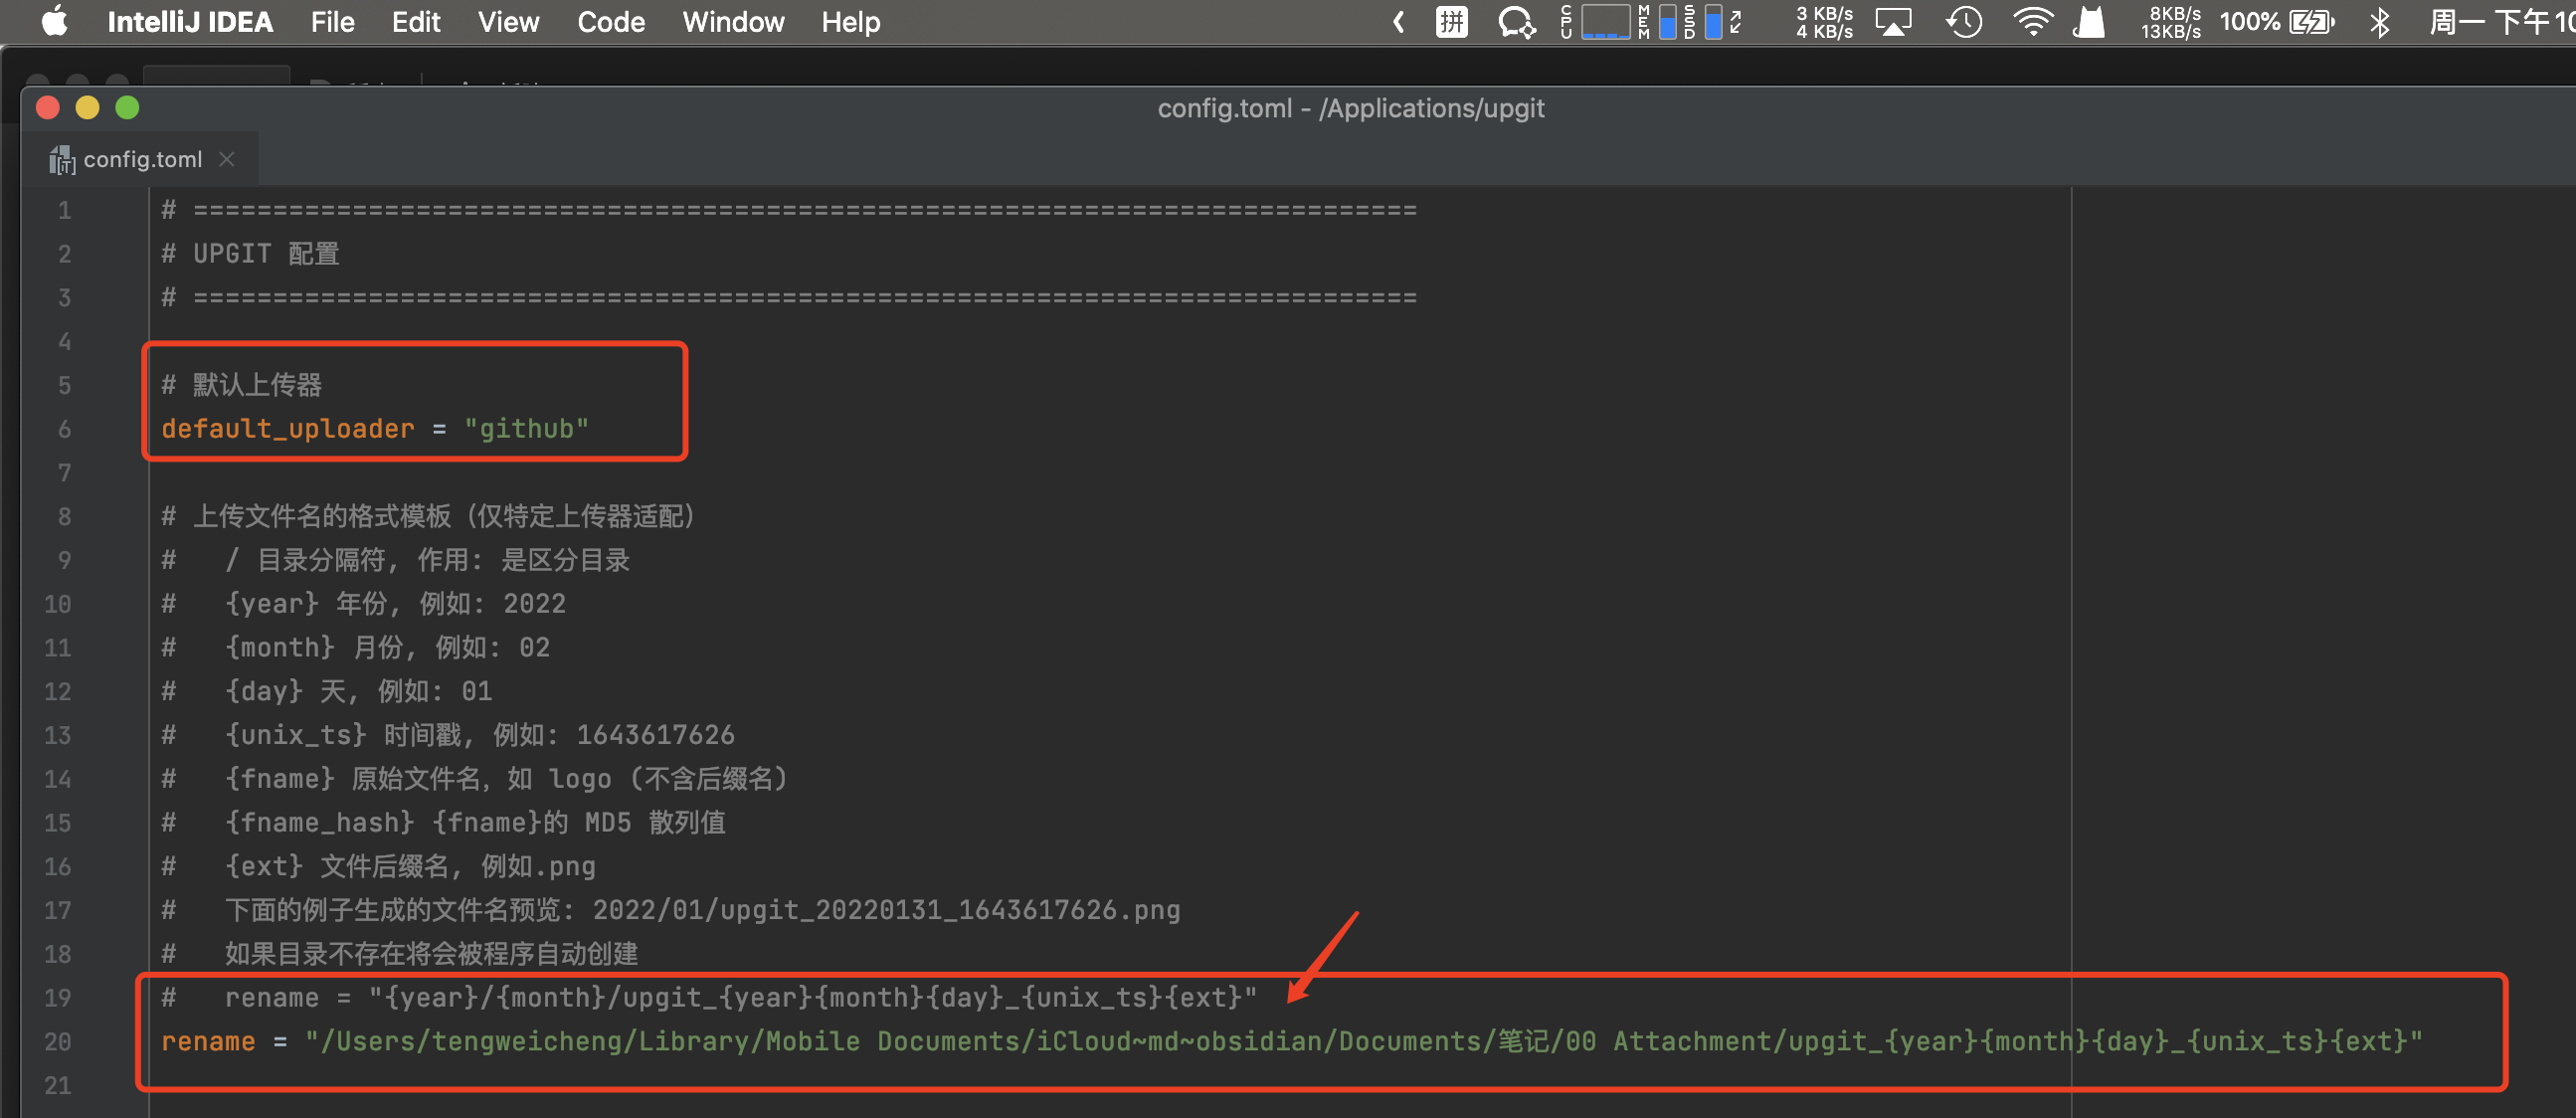 IntelliJ IDEA File Edit View Code Window Help 拼 CPU MEM SSD 3 KB/s 4 KB/s 8KB/s 13KB/s 100% 周一 下午10
config.toml - /Applications/upgit
config.toml
1 # =============================================================================
2 # UPGIT 配置
3 # =============================================================================
4
5 # 默认上传器
6 default_uploader = "github"
7
8 # 上传文件名的格式模板（仅特定上传器适配）
9 #   / 目录分隔符, 作用: 是区分目录
10 #   {year} 年份, 例如: 2022
11 #   {month} 月份, 例如: 02
12 #   {day} 天, 例如: 01
13 #   {unix_ts} 时间戳, 例如: 1643617626
14 #   {fname} 原始文件名，如 logo (不含后缀名)
15 #   {fname_hash} {fname}的 MD5 散列值
16 #   {ext} 文件后缀名, 例如.png
17 #   下面的例子生成的文件名预览: 2022/01/upgit_20220131_1643617626.png
18 #   如果目录不存在将会被程序自动创建
19 #   rename = "{year}/{month}/upgit_{year}{month}{day}_{unix_ts}{ext}"
20 rename = "/Users/tengweicheng/Library/Mobile Documents/iCloud~md~obsidian/Documents/笔记/00 Attachment/upgit_{year}{month}{day}_{unix_ts}{ext}"
21